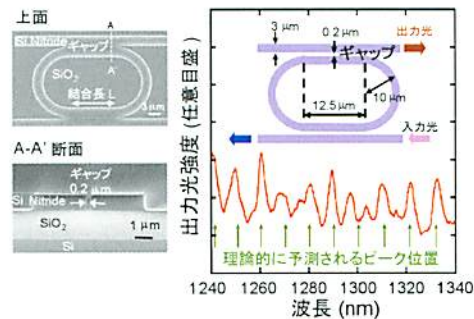 上面
A
Si Nitride
ギャップ
SiO₂
A'
結合長 L
3 μm
A-A' 断面
ギャップ
0.2 μm
Si Nitride
SiO₂
1 μm
Si
出力光強度 (任意目盛)
3 μm
0.2 μm
出力光
ギャップ
12.5μm
10 μm
入力光
理論的に予測されるピーク位置
1240 1260 1280 1300 1320 1340
波長 (nm)